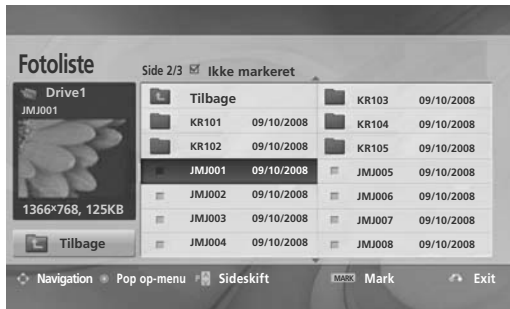 Fotoliste
Side 2/3 Ikke markeret
Drive1
JMJ001
1366x768, 125KB
Tilbage
Tilbage
KR101 09/10/2008
KR102 09/10/2008
JMJ001 09/10/2008
JMJ002 09/10/2008
JMJ003 09/10/2008
JMJ004 09/10/2008
KR103 09/10/2008
KR104 09/10/2008
KR105 09/10/2008
JMJ005 09/10/2008
JMJ006 09/10/2008
JMJ007 09/10/2008
JMJ008 09/10/2008
Navigation Pop op-menu P Sideskift MARK Mark Exit